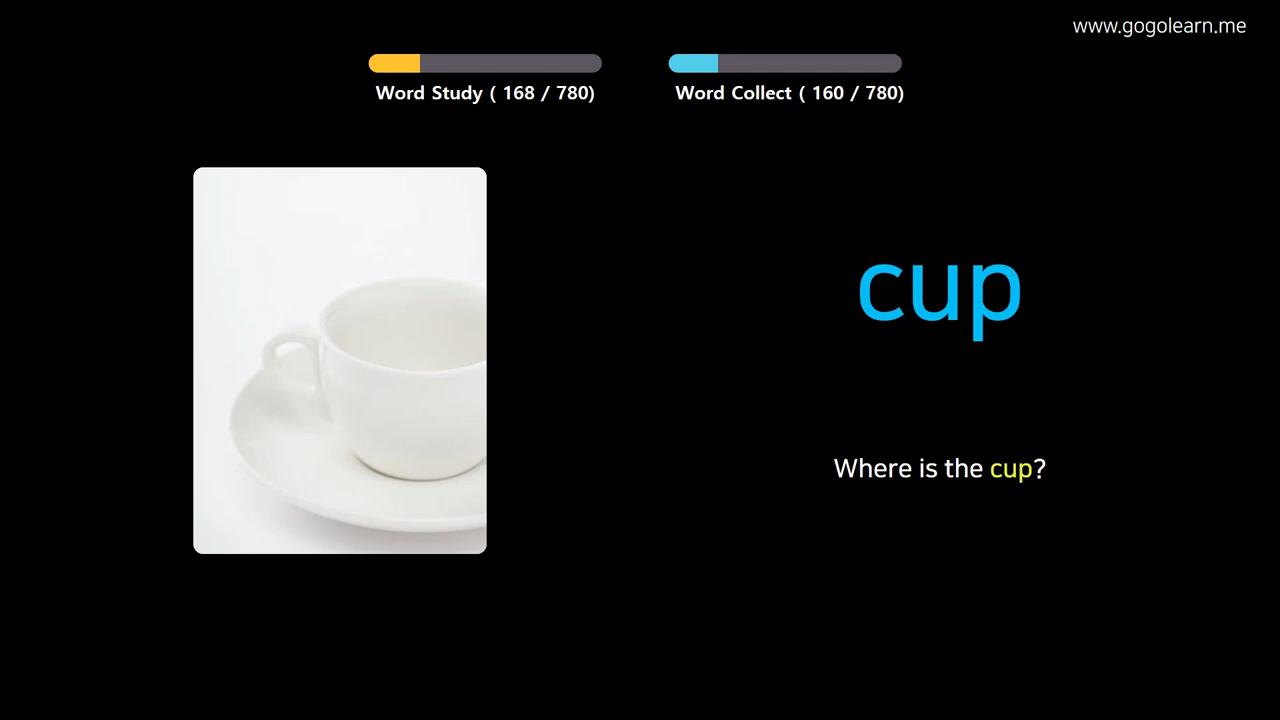 www.gogolearn.me
Word Study ( 168 / 780)
Word Collect ( 160 / 780)
cup
Where is the cup?